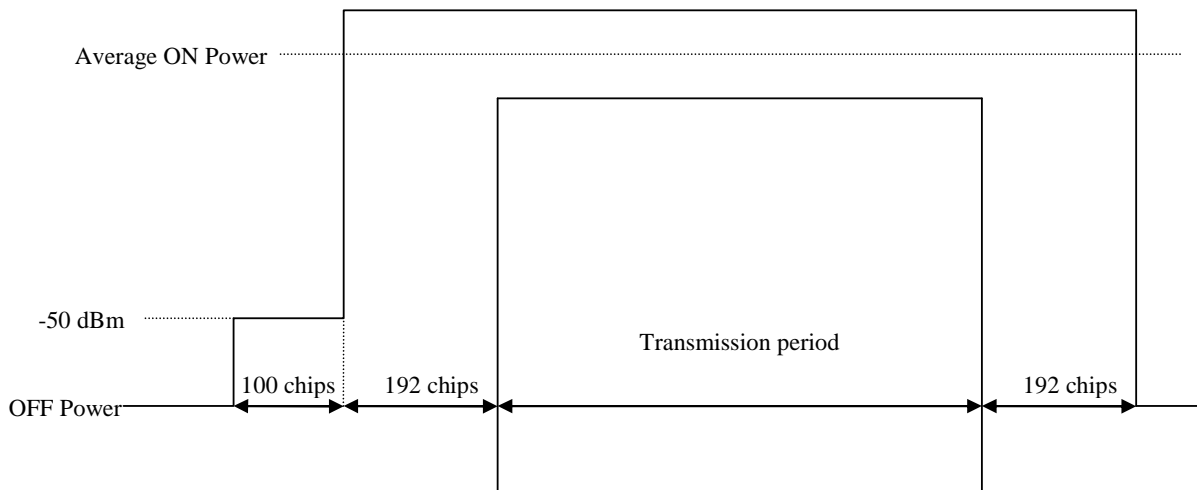 Average ON Power
-50 dBm
Transmission period
100 chips
192 chips
192 chips
OFF Power